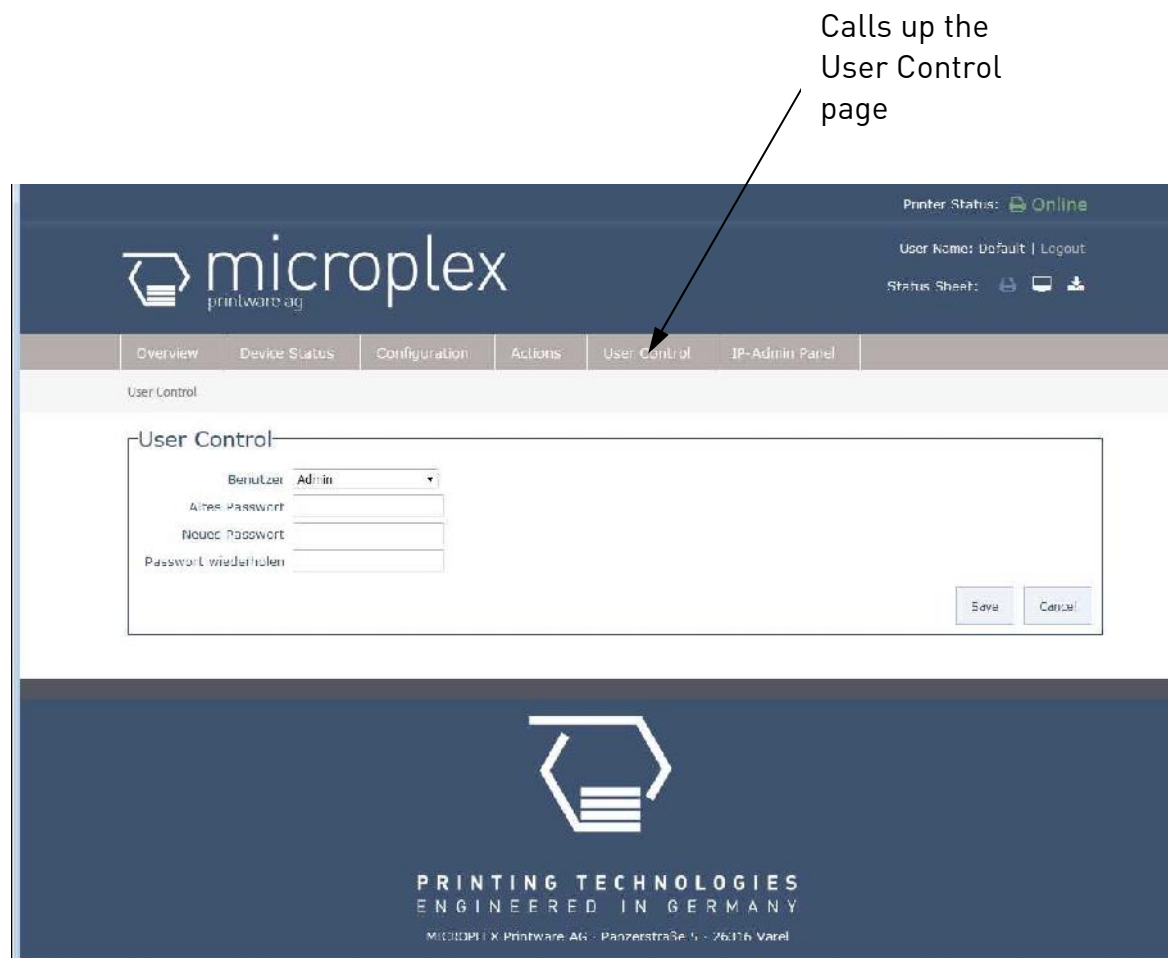 Calls up the
User Control
page
Printer Status: Online
microplex
printware ag
User Name: Default | Logout
Status Sheet:
Overview Device Status Configuration Actions User Control IP-Admin Panel
User Control
User Control
Benutzer Admin
Altes Passwort
Neues Passwort
Passwort wiederholen
Save Cancel
PRINTING TECHNOLOGIES
ENGINEERED IN GERMANY
MICROPLEX Printware AG - Panzerstraße 5 - 26316 Varel